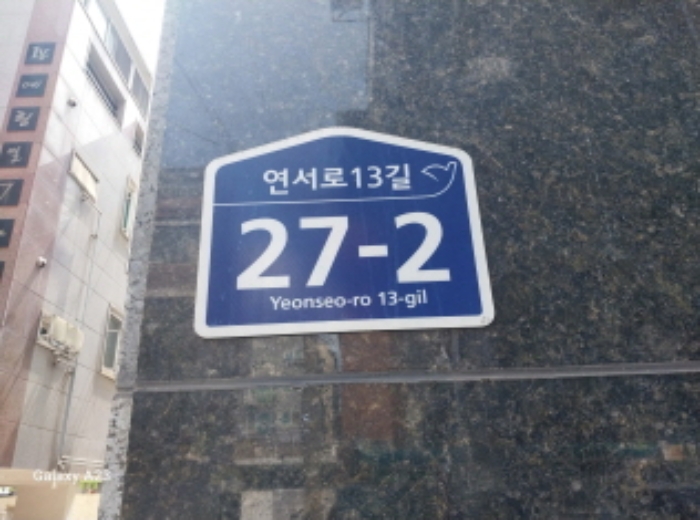 연서로13길
27-2
Yeonseo-ro 13-gil
Galaxy A23